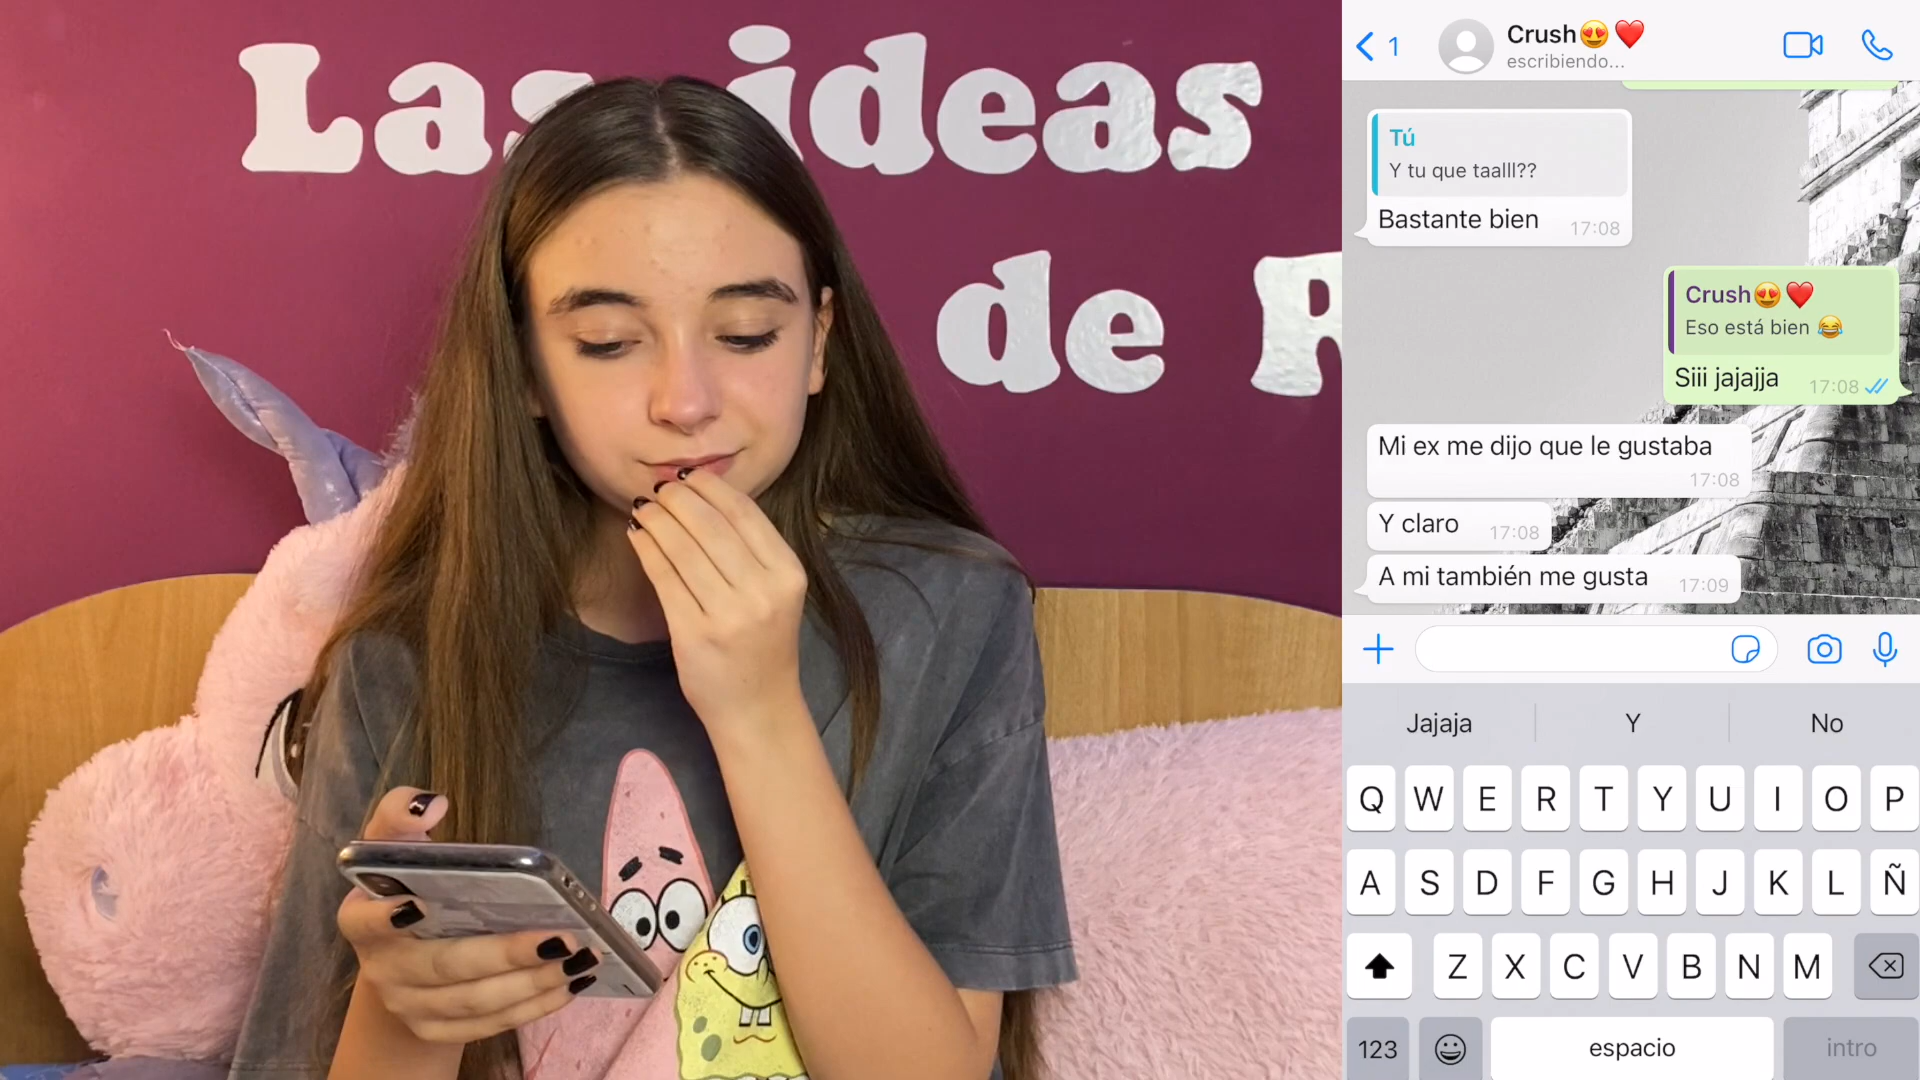 Las ideas
de
1
Crush😍❤️
escribiendo...
Tú
Y tu que taalll??
Bastante bien 17:08
Crush😍❤️
Eso está bien 😂
Siii jajajja 17:08
Mi ex me dijo que le gustaba
17:08
Y claro 17:08
A mi también me gusta 17:09
Jajaja Y No
Q W E R T Y U I O P
A S D F G H J K L Ñ
Z X C V B N M
123 espacio intro